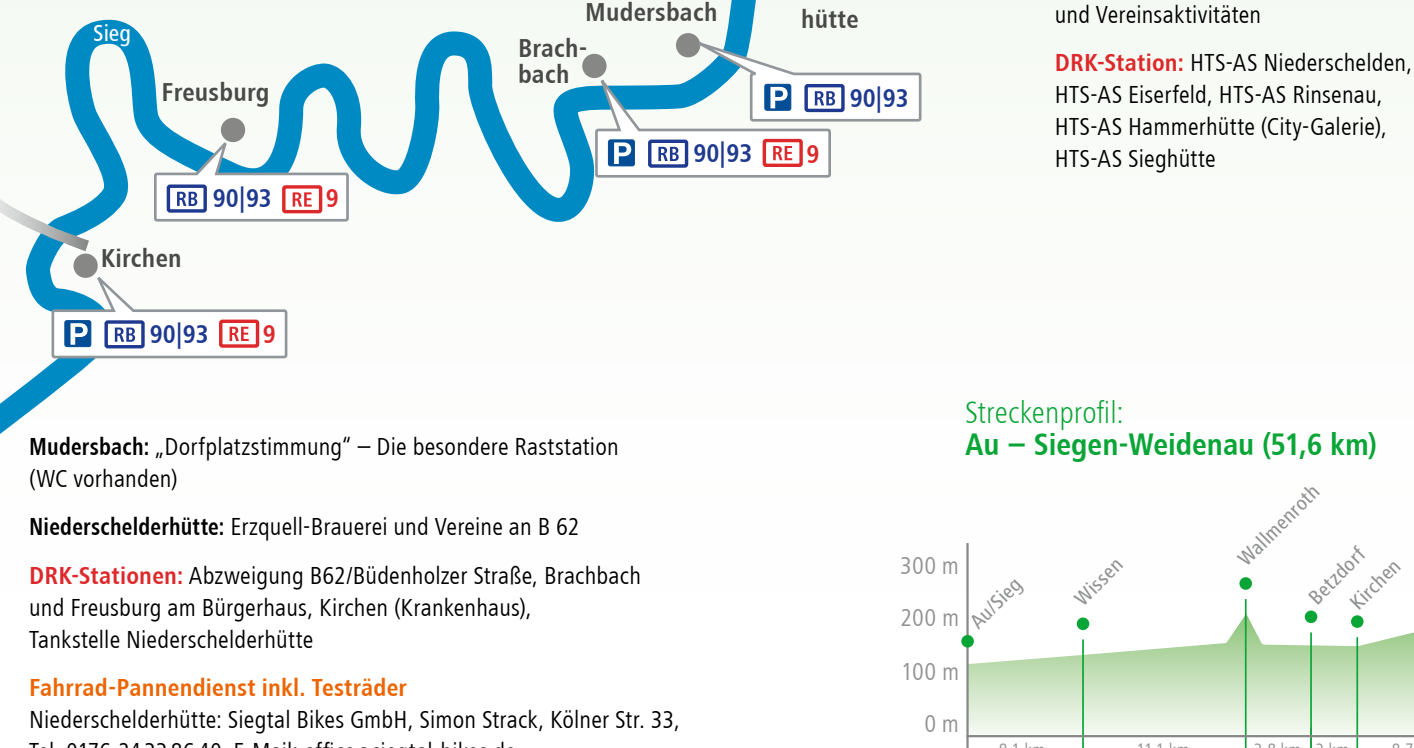 Mudersbach
hütte
Sieg
Brach-
bach
Freusburg
P RB 90|93
P RB 90|93 RE 9
RB 90|93 RE 9
Kirchen
P RB 90|93 RE 9
und Vereinsaktivitäten
DRK-Station: HTS-AS Niederschelden,
HTS-AS Eiserfeld, HTS-AS Rinsenau,
HTS-AS Hammerhütte (City-Galerie),
HTS-AS Sieghütte
Mudersbach: „Dorfplatzstimmung“ – Die besondere Raststation
(WC vorhanden)
Niederschelderhütte: Erzquell-Brauerei und Vereine an B 62
DRK-Stationen: Abzweigung B62/Büdenholzer Straße, Brachbach
und Freusburg am Bürgerhaus, Kirchen (Krankenhaus),
Tankstelle Niederschelderhütte
Fahrrad-Pannendienst inkl. Testräder
Niederschelderhütte: Siegtal Bikes GmbH, Simon Strack, Kölner Str. 33,
Streckenprofil:
Au – Siegen-Weidenau (51,6 km)
300 m
200 m
100 m
0 m
Au/Sieg
Wissen
Wallmenroth
Betzdorf
Kirchen